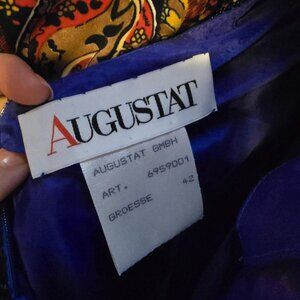 AUGUSTAT
AUGUSTAT GMBH
ART. 6959001
GROESSE 42